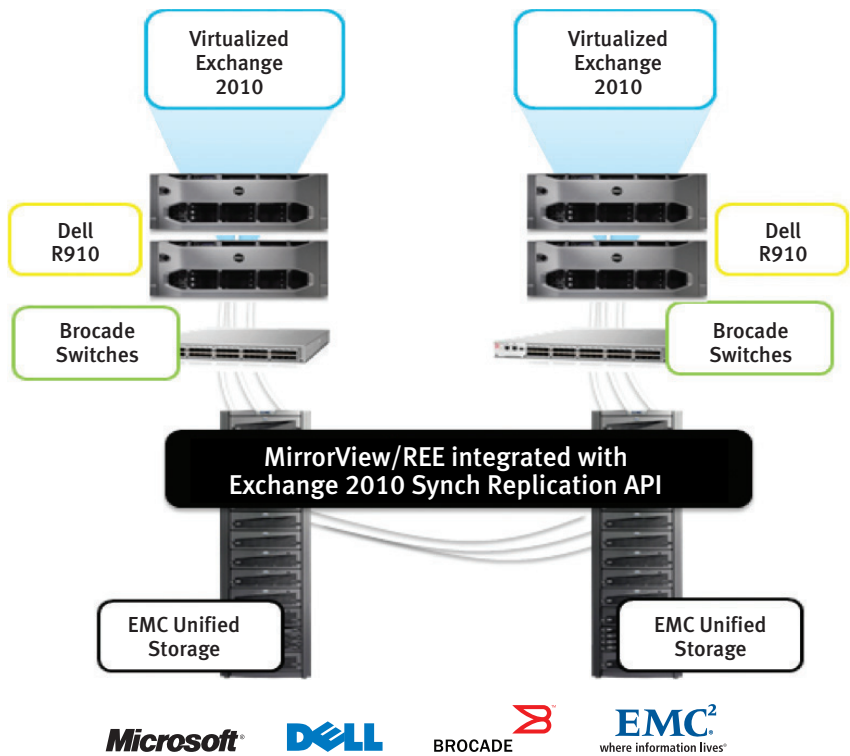 Virtualized
Exchange
2010
Virtualized
Exchange
2010
Dell
R910
Dell
R910
Brocade
Switches
Brocade
Switches
MirrorView/REE integrated with
Exchange 2010 Synch Replication API
EMC Unified
Storage
EMC Unified
Storage
Microsoft®
DELL
BROCADE
EMC²
where information lives®